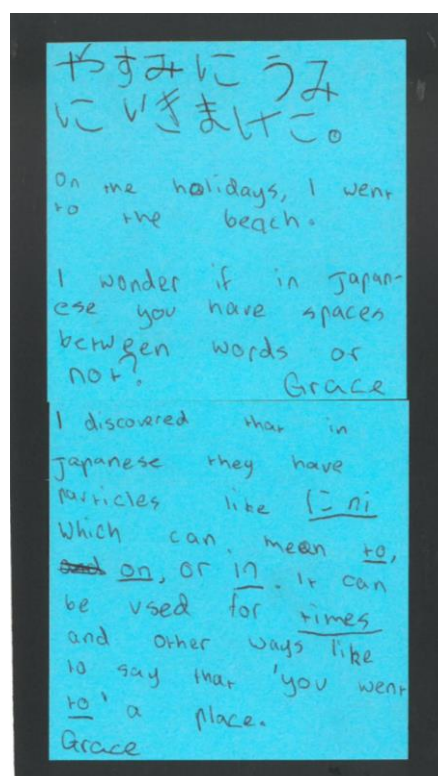 やすみに うみ
に いきまけこ。
On the holidays, I went
to the beach.
I wonder if in Japan-
ese you have spaces
between words or
not?
Grace
I discovered that in
Japanese they have
particles like に ni
which can mean to,
on, or in. It can
be used for times
and other ways like
to say that 'you went
to' a place.
Grace